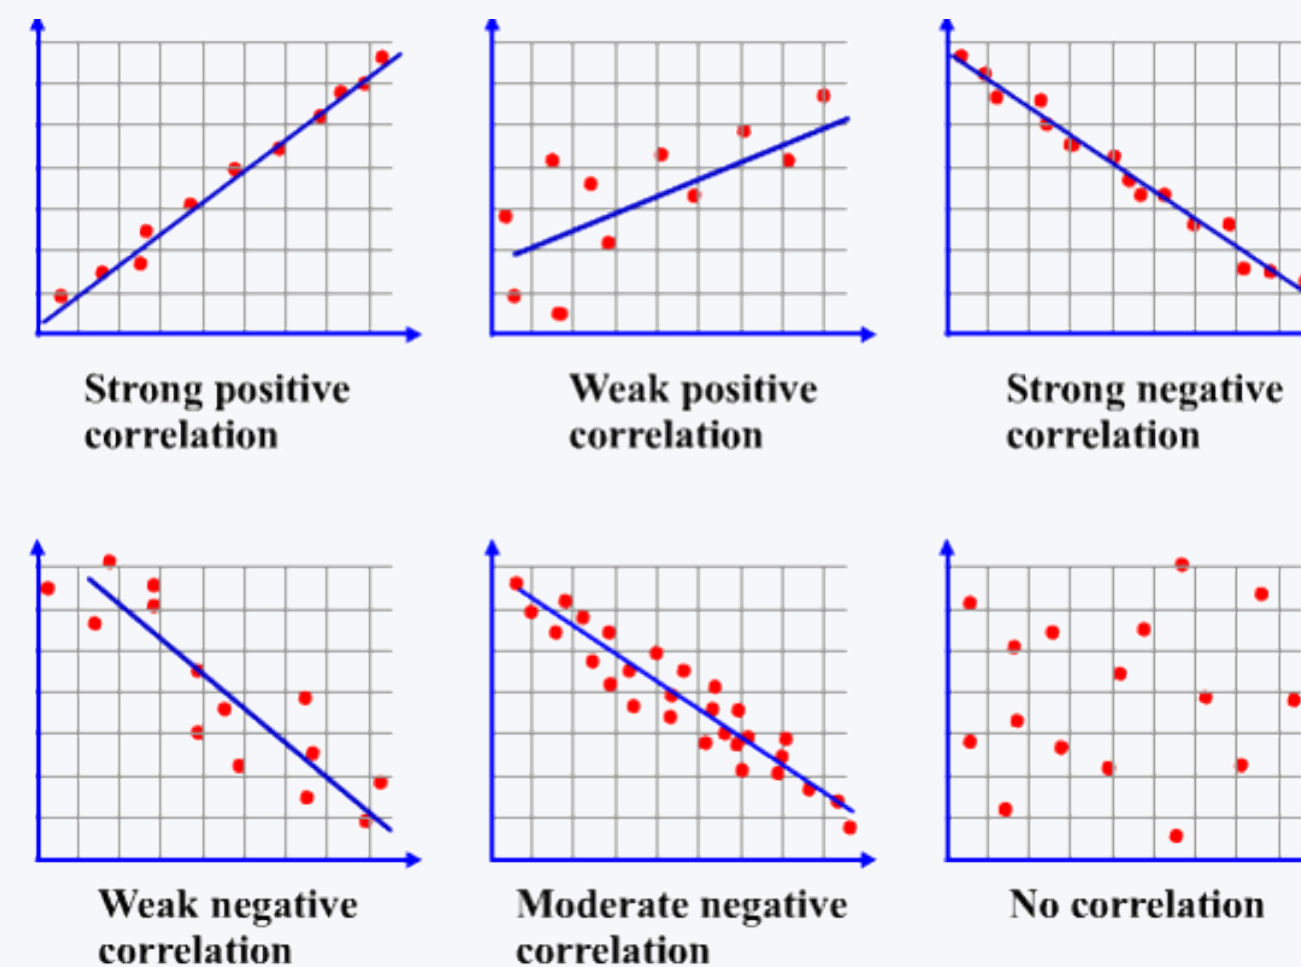 Strong positive
correlation
Weak positive
correlation
Strong negative
correlation
Weak negative
correlation
Moderate negative
correlation
No correlation